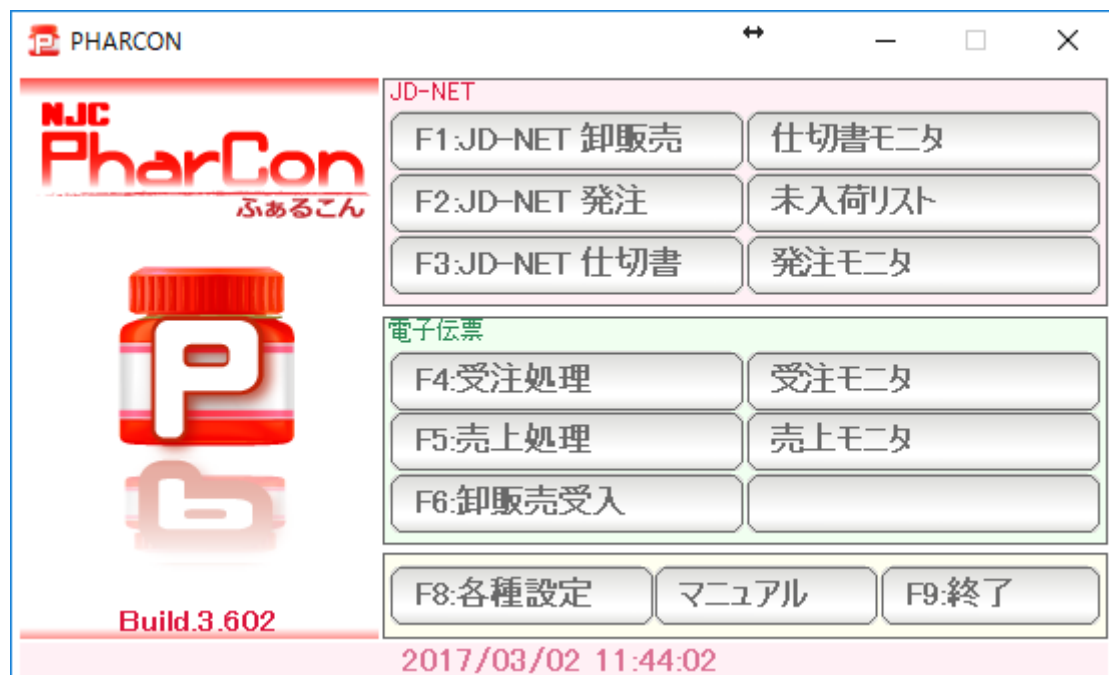 PHARCON
NJC
PharCon
ふぁるこん
P
Build.3.602
JD-NET
F1:JD-NET 卸販売
仕切書モニタ
F2:JD-NET 発注
未入荷リスト
F3:JD-NET 仕切書
発注モニタ
電子伝票
F4:受注処理
受注モニタ
F5:売上処理
売上モニタ
F6:卸販売受入
F8:各種設定
マニュアル
F9:終了
2017/03/02 11:44:02